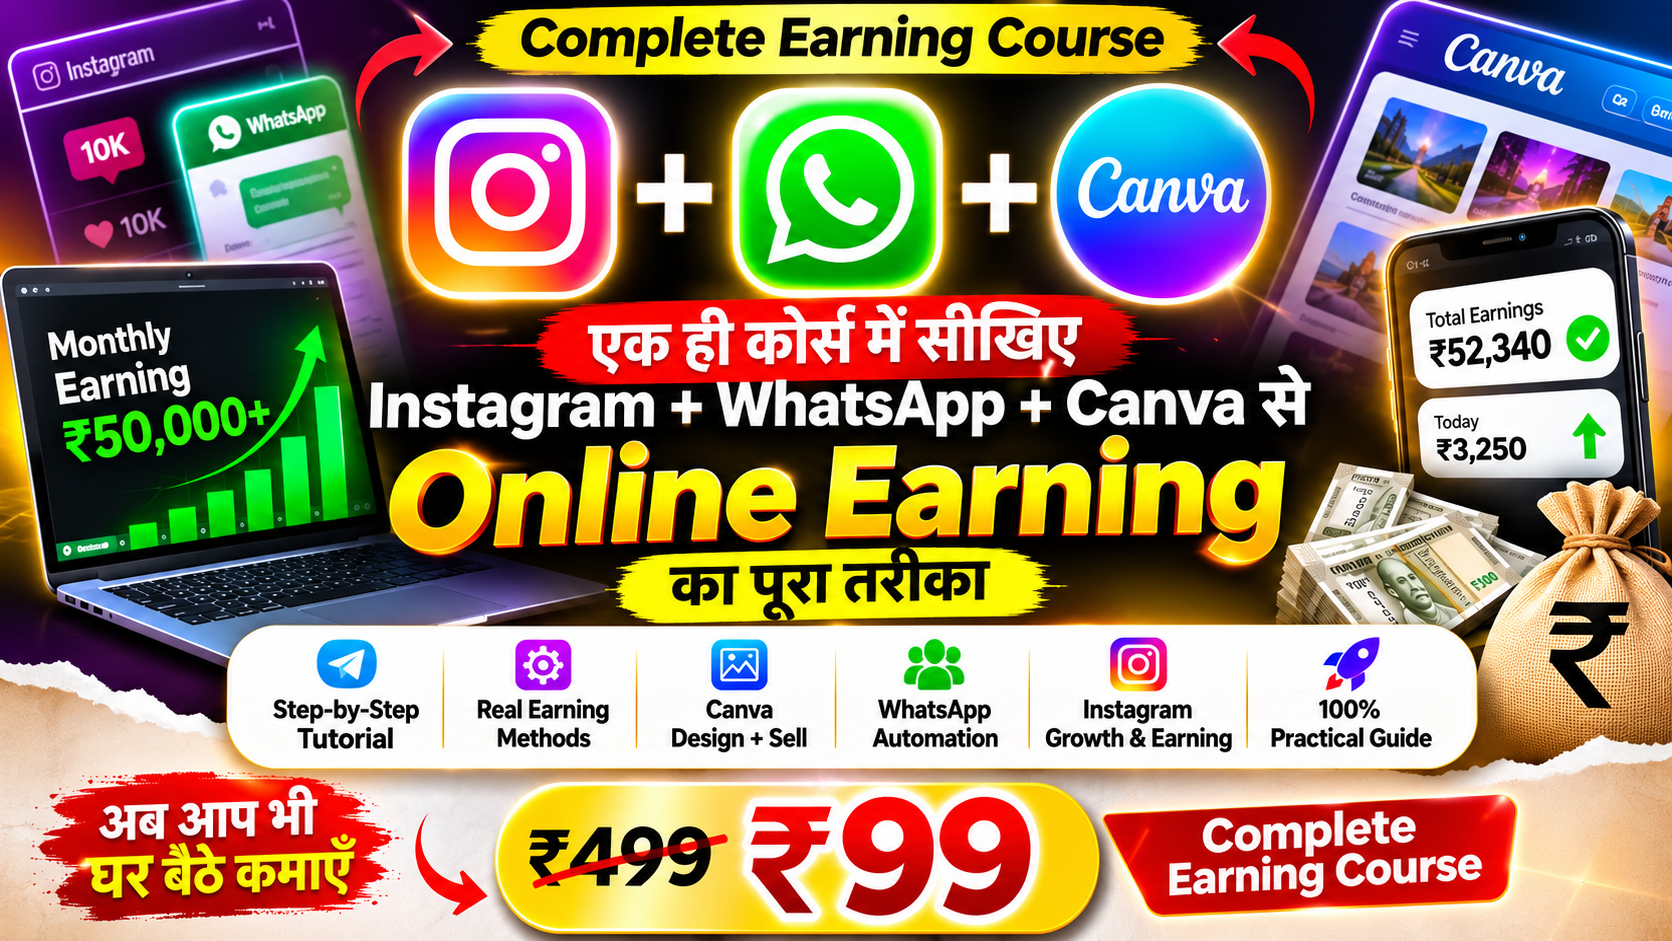 Complete Earning Course
Instagram
10K
10K
WhatsApp
Canva
Canva
Monthly
Earning
₹50,000+
Total Earnings
₹52,340
Today
₹3,250
एक ही कोर्स में सीखिए
Instagram + WhatsApp + Canva से
Online Earning
का पूरा तरीका
₹
Step-by-Step
Tutorial
Real Earning
Methods
Canva
Design + Sell
WhatsApp
Automation
Instagram
Growth & Earning
100%
Practical Guide
अब आप भी
घर बैठे कमाएँ
₹499
₹99
Complete
Earning Course